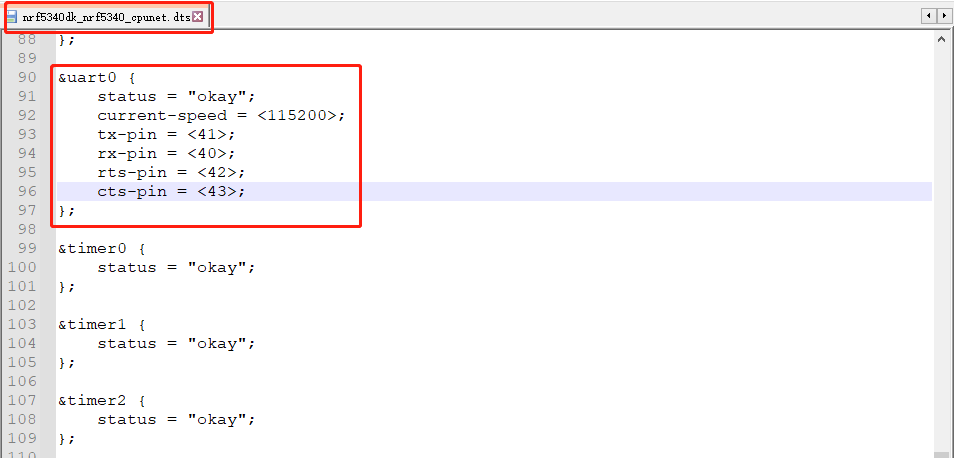 nrf5340dk_nrf5340_cpunet.dts
88 };
89
90 &uart0 {
91     status = "okay";
92     current-speed = <115200>;
93     tx-pin = <41>;
94     rx-pin = <40>;
95     rts-pin = <42>;
96     cts-pin = <43>;
97 };
98
99 &timer0 {
100     status = "okay";
101 };
102
103 &timer1 {
104     status = "okay";
105 };
106
107 &timer2 {
108     status = "okay";
109 };
110